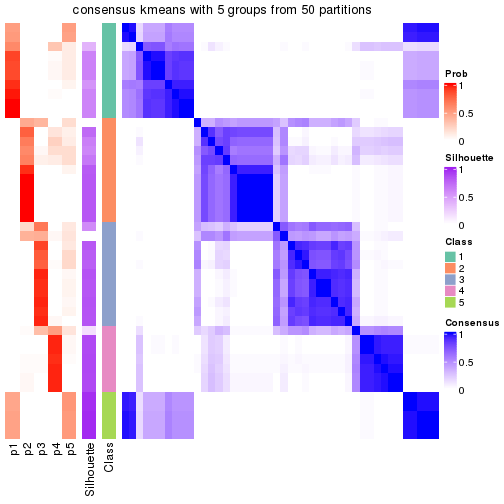 consensus kmeans with 5 groups from 50 partitions
Prob
1
0.5
0
Silhouette
1
0.5
0
Class
1
2
3
4
5
Consensus
1
0.5
0
p1
p2
p3
p4
p5
Silhouette
Class